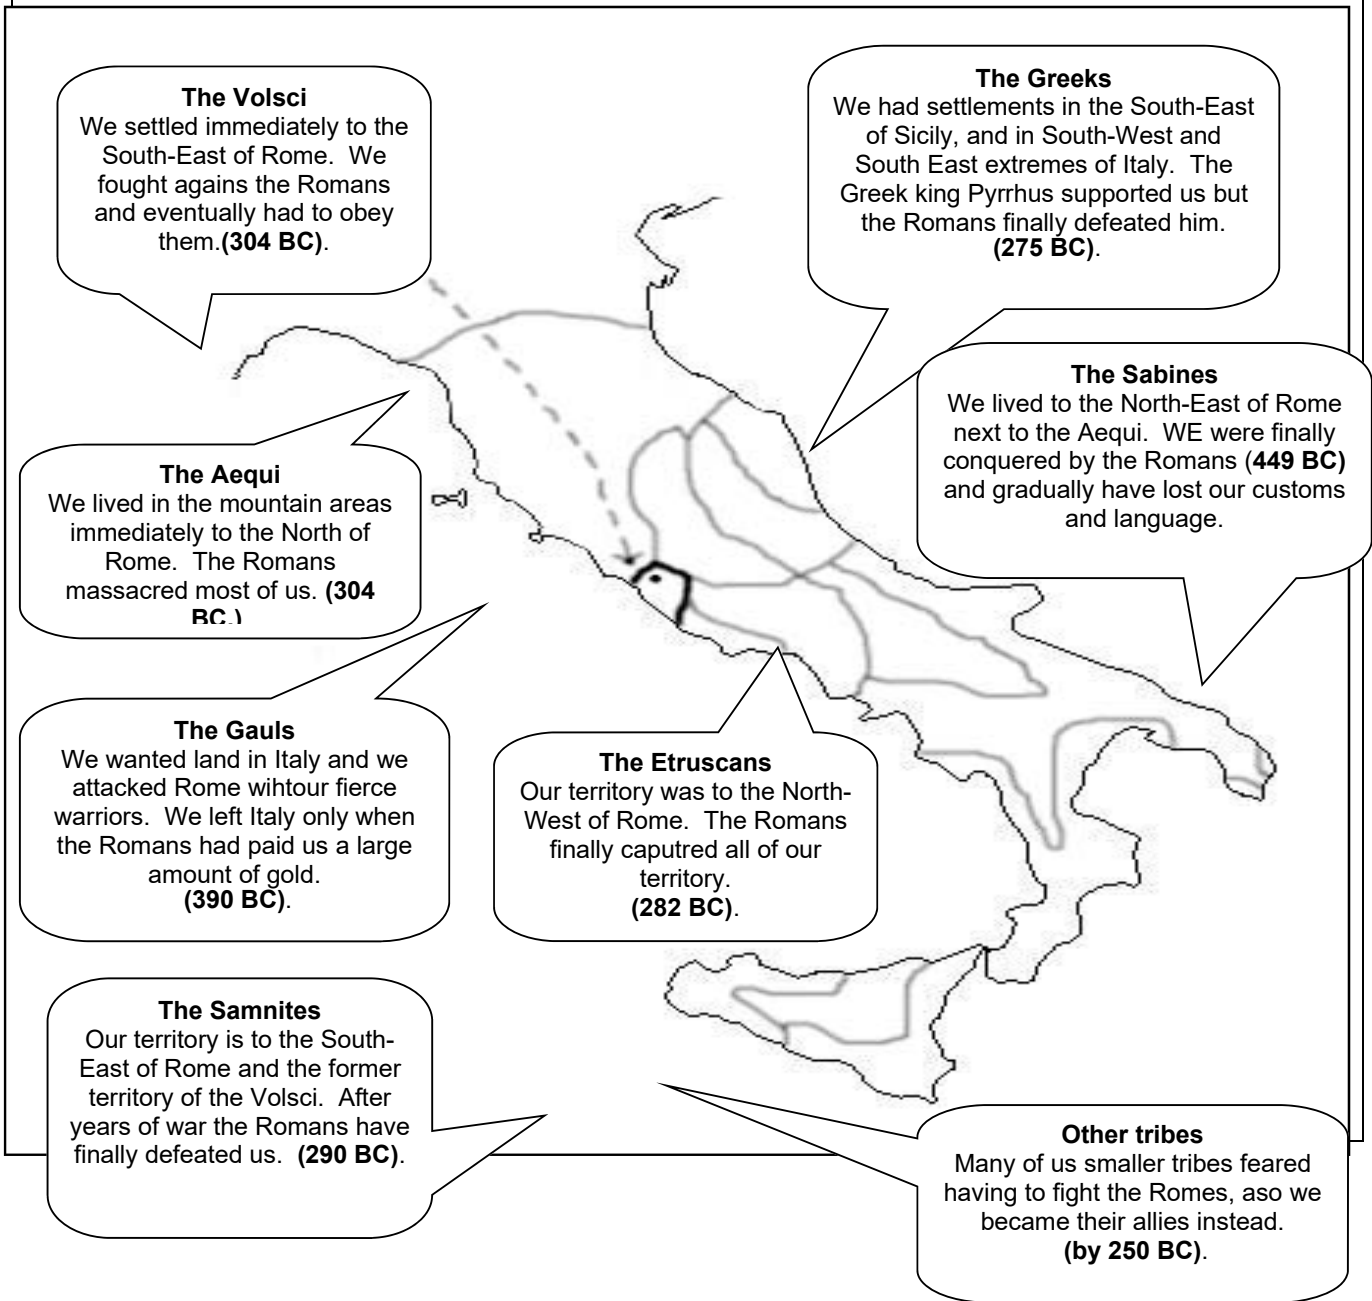 The Volsci
We settled immediately to the
South-East of Rome. We
fought agains the Romans
and eventually had to obey
them.(304 BC).
The Greeks
We had settlements in the South-East
of Sicily, and in South-West and
South East extremes of Italy. The
Greek king Pyrrhus supported us but
the Romans finally defeated him.
(275 BC).
The Sabines
We lived to the North-East of Rome
next to the Aequi. WE were finally
conquered by the Romans (449 BC)
and gradually have lost our customs
and language.
The Aequi
We lived in the mountain areas
immediately to the North of
Rome. The Romans
massacred most of us. (304
BC.)
The Gauls
We wanted land in Italy and we
attacked Rome wihtour fierce
warriors. We left Italy only when
the Romans had paid us a large
amount of gold.
(390 BC).
The Etruscans
Our territory was to the North-
West of Rome. The Romans
finally caputred all of our
territory.
(282 BC).
The Samnites
Our territory is to the South-
East of Rome and the former
territory of the Volsci. After
years of war the Romans have
finally defeated us. (290 BC).
Other tribes
Many of us smaller tribes feared
having to fight the Romes, aso we
became their allies instead.
(by 250 BC).